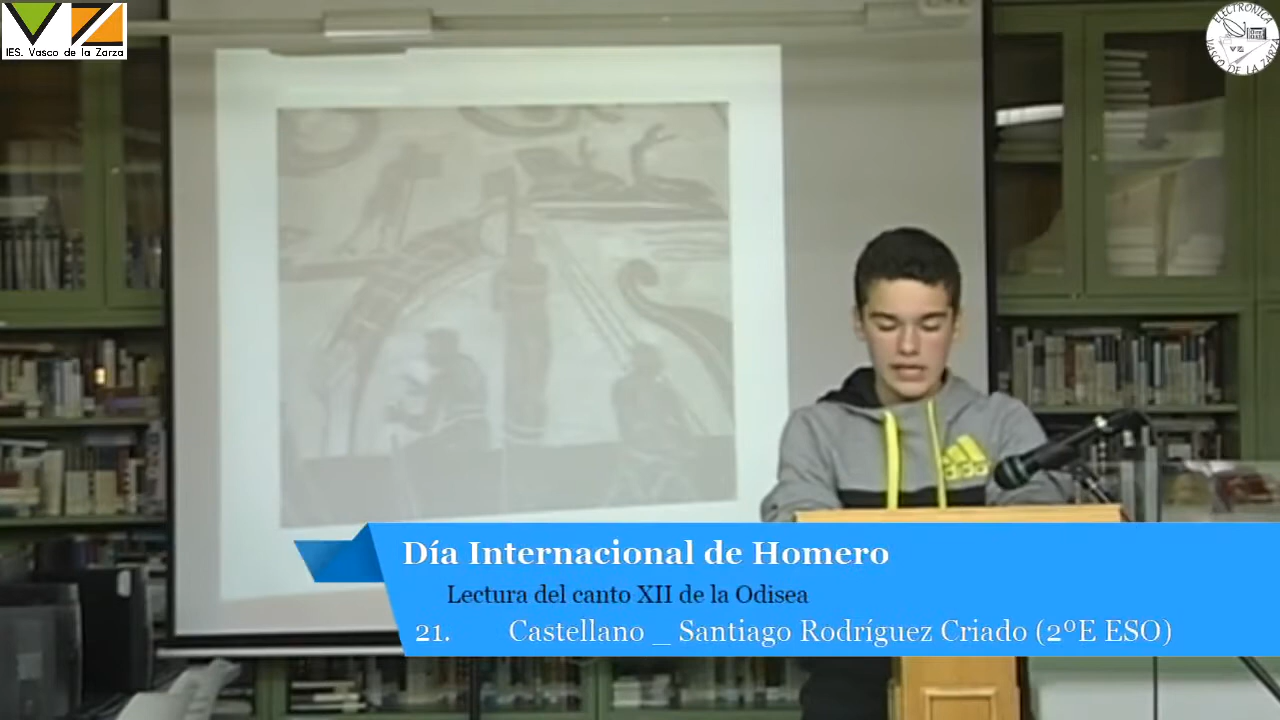 VZ
IES. Vasco de la Zarza
ELECTRÓNICA
VASCO DE LA ZARZA
Día Internacional de Homero
Lectura del canto XII de la Odisea
21. Castellano _ Santiago Rodríguez Criado (2ºE ESO)